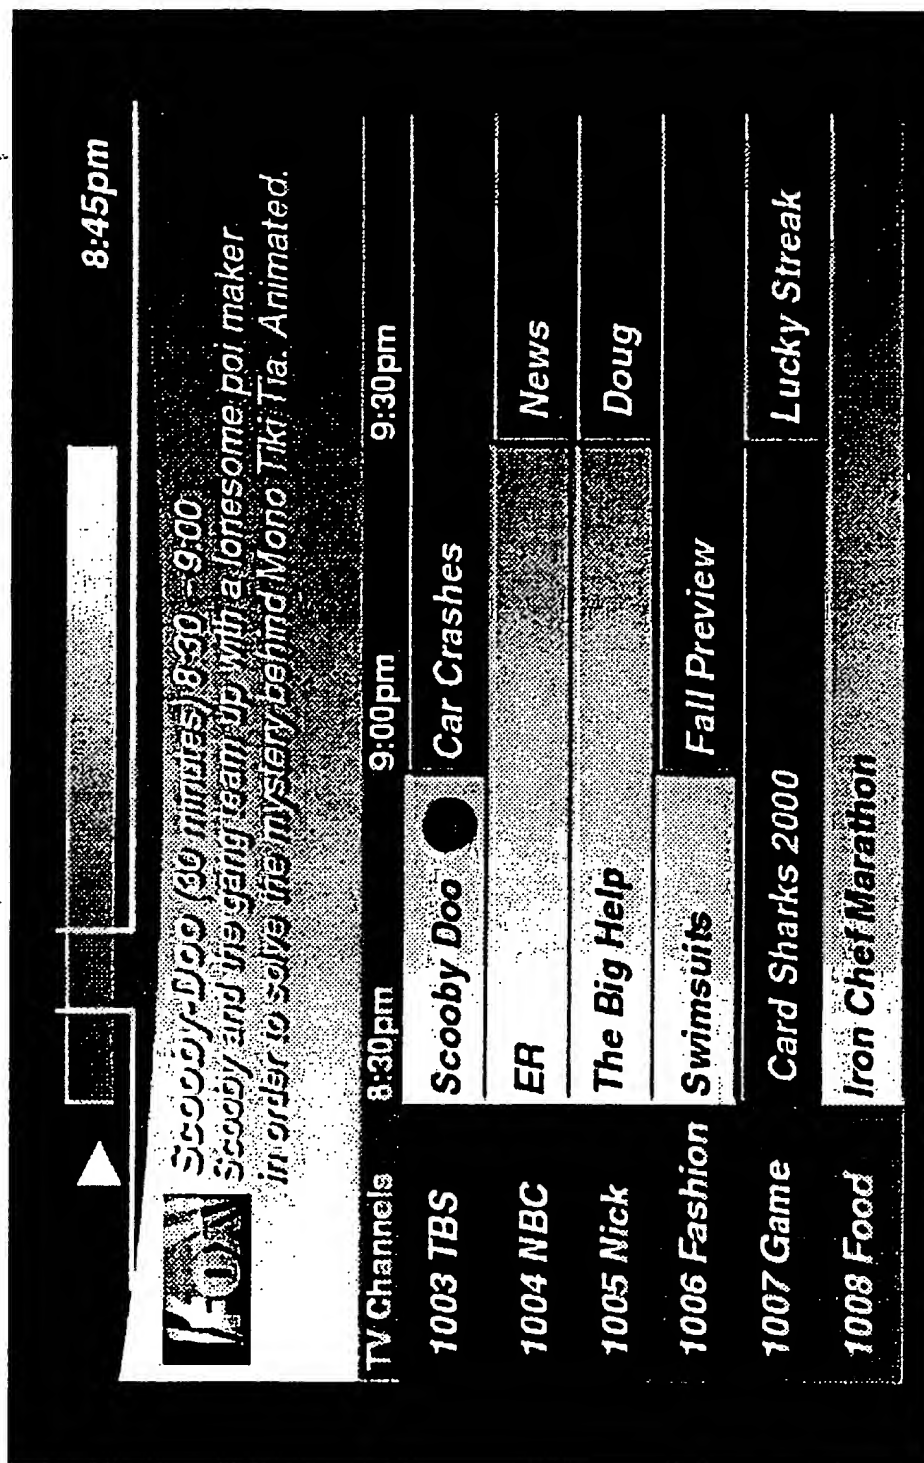 8:45pm
FOX
Scooby-Doo (30 minutes) 8:30 - 9:00
Scooby and the gang team up with a lonesome poi maker
in order to solve the mystery behind Mono Tiki Tia. Animated.
TV Channels 8:30pm 9:00pm 9:30pm
1003 TBS Scooby Doo Car Crashes
1004 NBC ER News
1005 Nick The Big Help Doug
1006 Fashion Swimsuits Fall Preview
1007 Game Card Sharks 2000 Lucky Streak
1008 Food Iron Chef Marathon